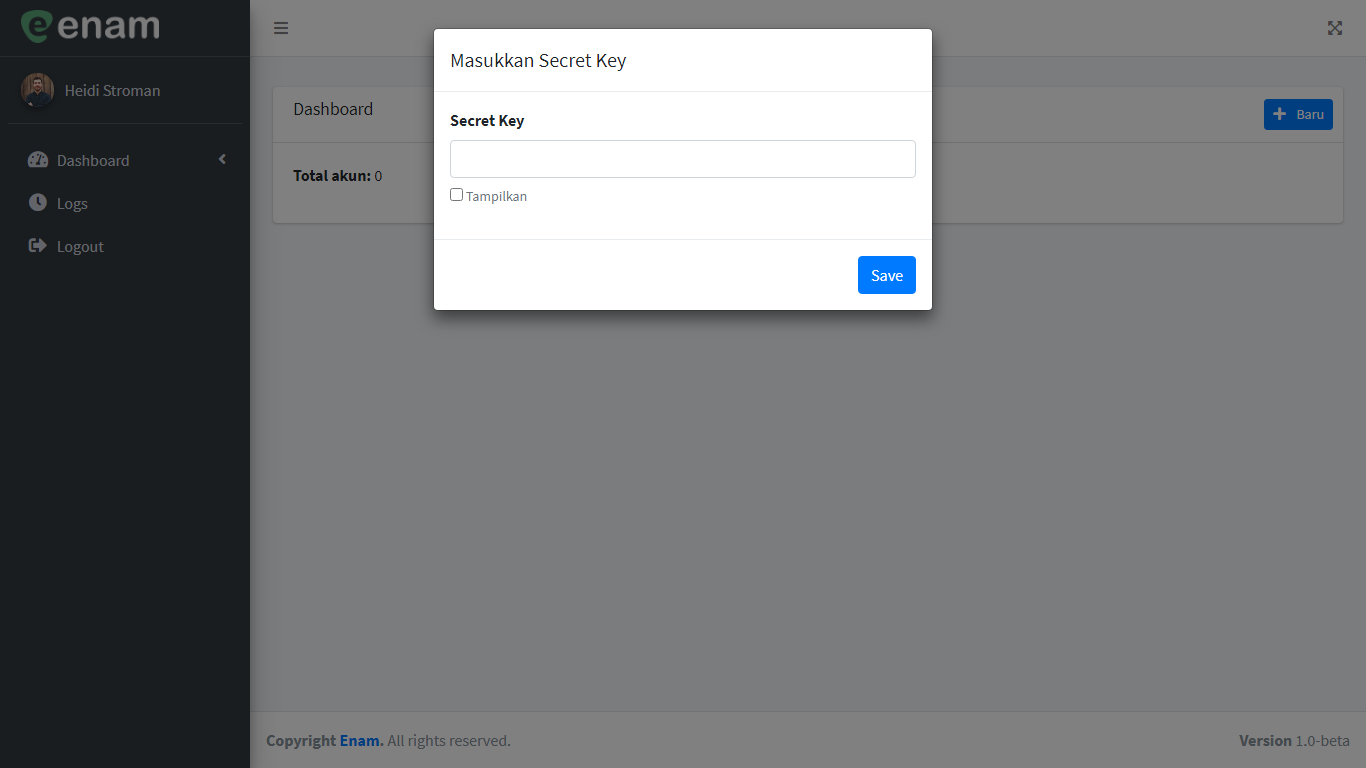 enam
Heidi Stroman
Dashboard
Logs
Logout
Masukkan Secret Key
Secret Key
Tampilkan
Save
Dashboard
Baru
Total akun: 0
Copyright Enam. All rights reserved.
Version 1.0-beta